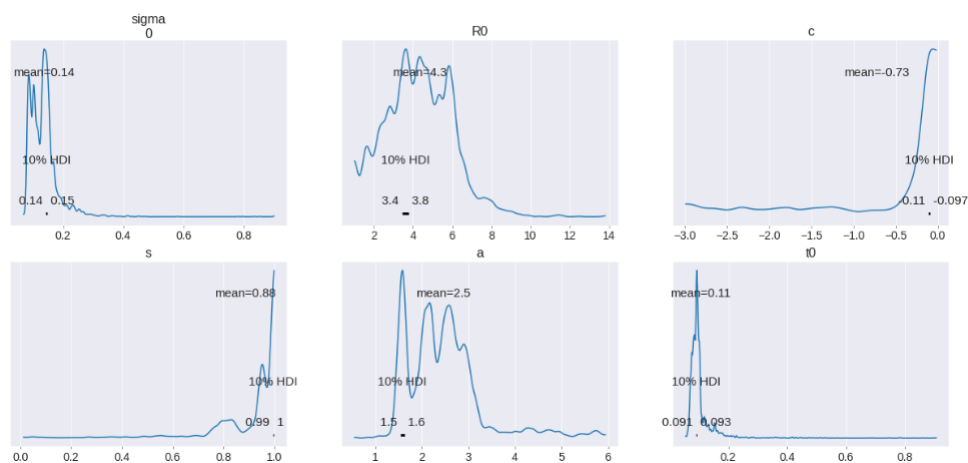 sigma
0
mean=0.14
10% HDI
0.14 0.15
0.2 0.4 0.6 0.8
R0
mean=4.3
10% HDI
3.4 3.8
2 4 6 8 10 12 14
c
mean=-0.73
10% HDI
-0.11 -0.097
−3.0 −2.5 −2.0 −1.5 −1.0 −0.5 0.0
s
mean=0.88
10% HDI
0.99 1
0.0 0.2 0.4 0.6 0.8 1.0
a
mean=2.5
10% HDI
1.5 1.6
1 2 3 4 5 6
t0
mean=0.11
10% HDI
0.091 0.093
0.2 0.4 0.6 0.8